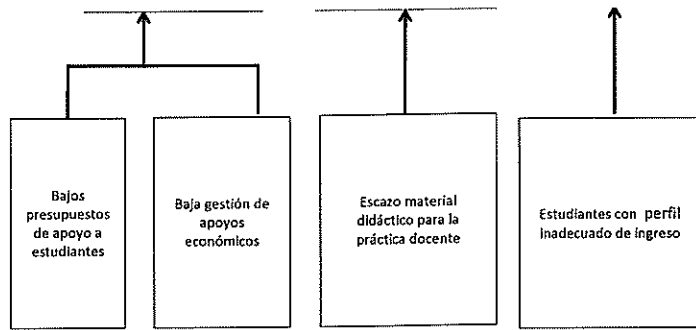 Bajos
presupuestos
de apoyo a
estudiantes
Baja gestión de
apoyos
económicos
Escazo material
didáctico para la
práctica docente
Estudiantes con perfil
inadecuado de ingreso